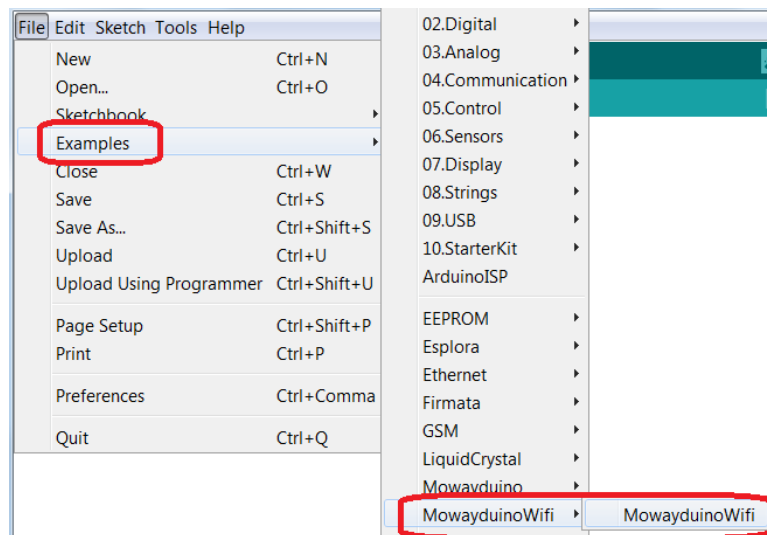 File Edit Sketch Tools Help
New Ctrl+N
Open... Ctrl+O
Sketchbook
Examples
Close Ctrl+W
Save Ctrl+S
Save As... Ctrl+Shift+S
Upload Ctrl+U
Upload Using Programmer Ctrl+Shift+U
Page Setup Ctrl+Shift+P
Print Ctrl+P
Preferences Ctrl+Comma
Quit Ctrl+Q
02.Digital
03.Analog
04.Communication
05.Control
06.Sensors
07.Display
08.Strings
09.USB
10.StarterKit
ArduinoISP
EEPROM
Esplora
Ethernet
Firmata
GSM
LiquidCrystal
Mowayduino
MowayduinoWifi
MowayduinoWifi